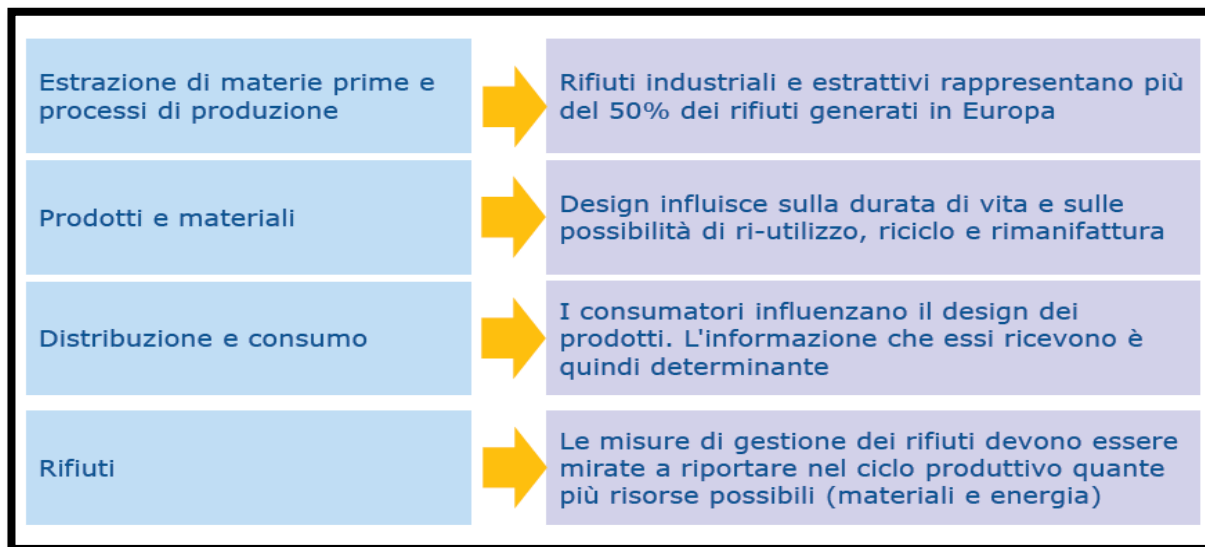 Estrazione di materie prime e
processi di produzione
Rifiuti industriali e estrattivi rappresentano più
del 50% dei rifiuti generati in Europa
Prodotti e materiali
Design influisce sulla durata di vita e sulle
possibilità di ri-utilizzo, riciclo e rimanifattura
Distribuzione e consumo
I consumatori influenzano il design dei
prodotti. L'informazione che essi ricevono è
quindi determinante
Rifiuti
Le misure di gestione dei rifiuti devono essere
mirate a riportare nel ciclo produttivo quante
più risorse possibili (materiali e energia)